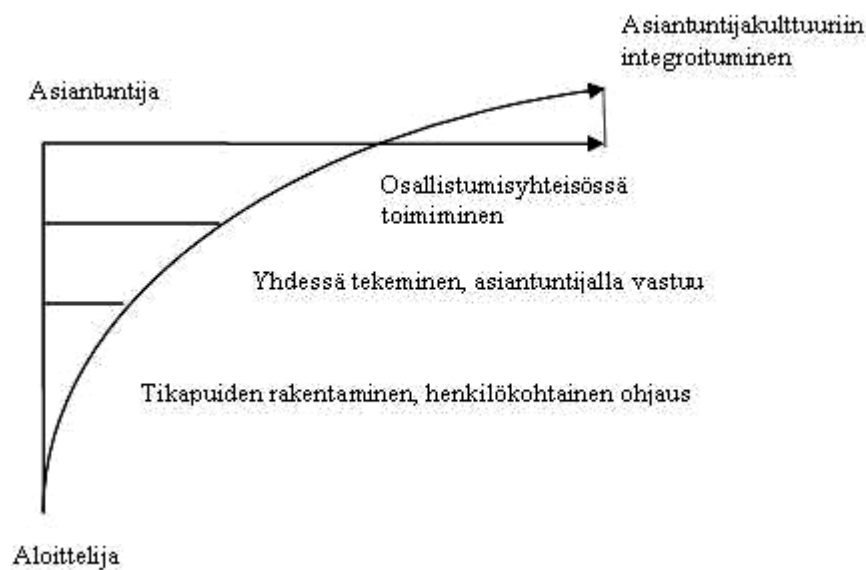 Asiantuntijakulttuuriin
integroituminen
Asiantuntija
Osallistumisyhteisössä
toimiminen
Yhdessä tekeminen, asiantuntijalla vastuu
Tikapuiden rakentaminen, henkilökohtainen ohjaus
Aloittelija